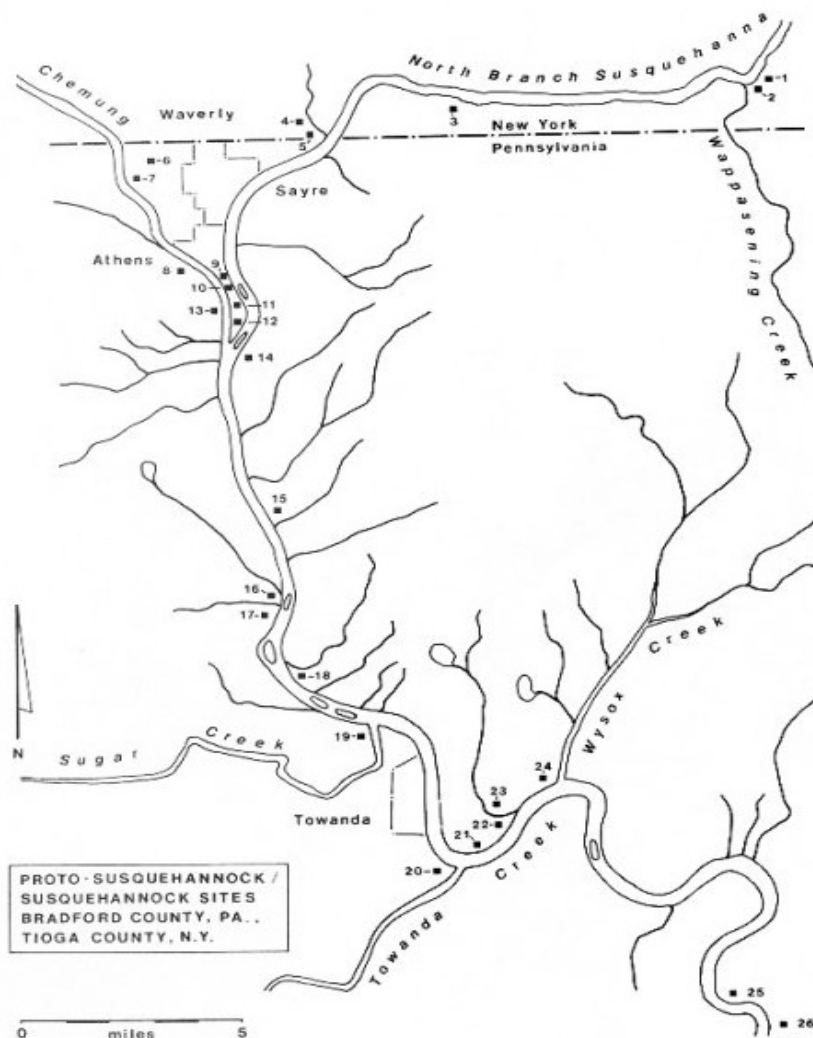 North Branch Susquehanna
Chemung
Waverly
1
2
4
3
New York
5
Pennsylvania
6
7
Sayre
Wappasening Creek
Athens
8
9
10
11
13
12
14
15
16
17
18
N
Sugar Creek
19
Wysox Creek
24
23
Towanda
22
21
20
Towanda Creek
PROTO-SUSQUEHANNOCK/
SUSQUEHANNOCK SITES
BRADFORD COUNTY, PA.,
TIOGA COUNTY, N.Y.
25
26
0 miles 5